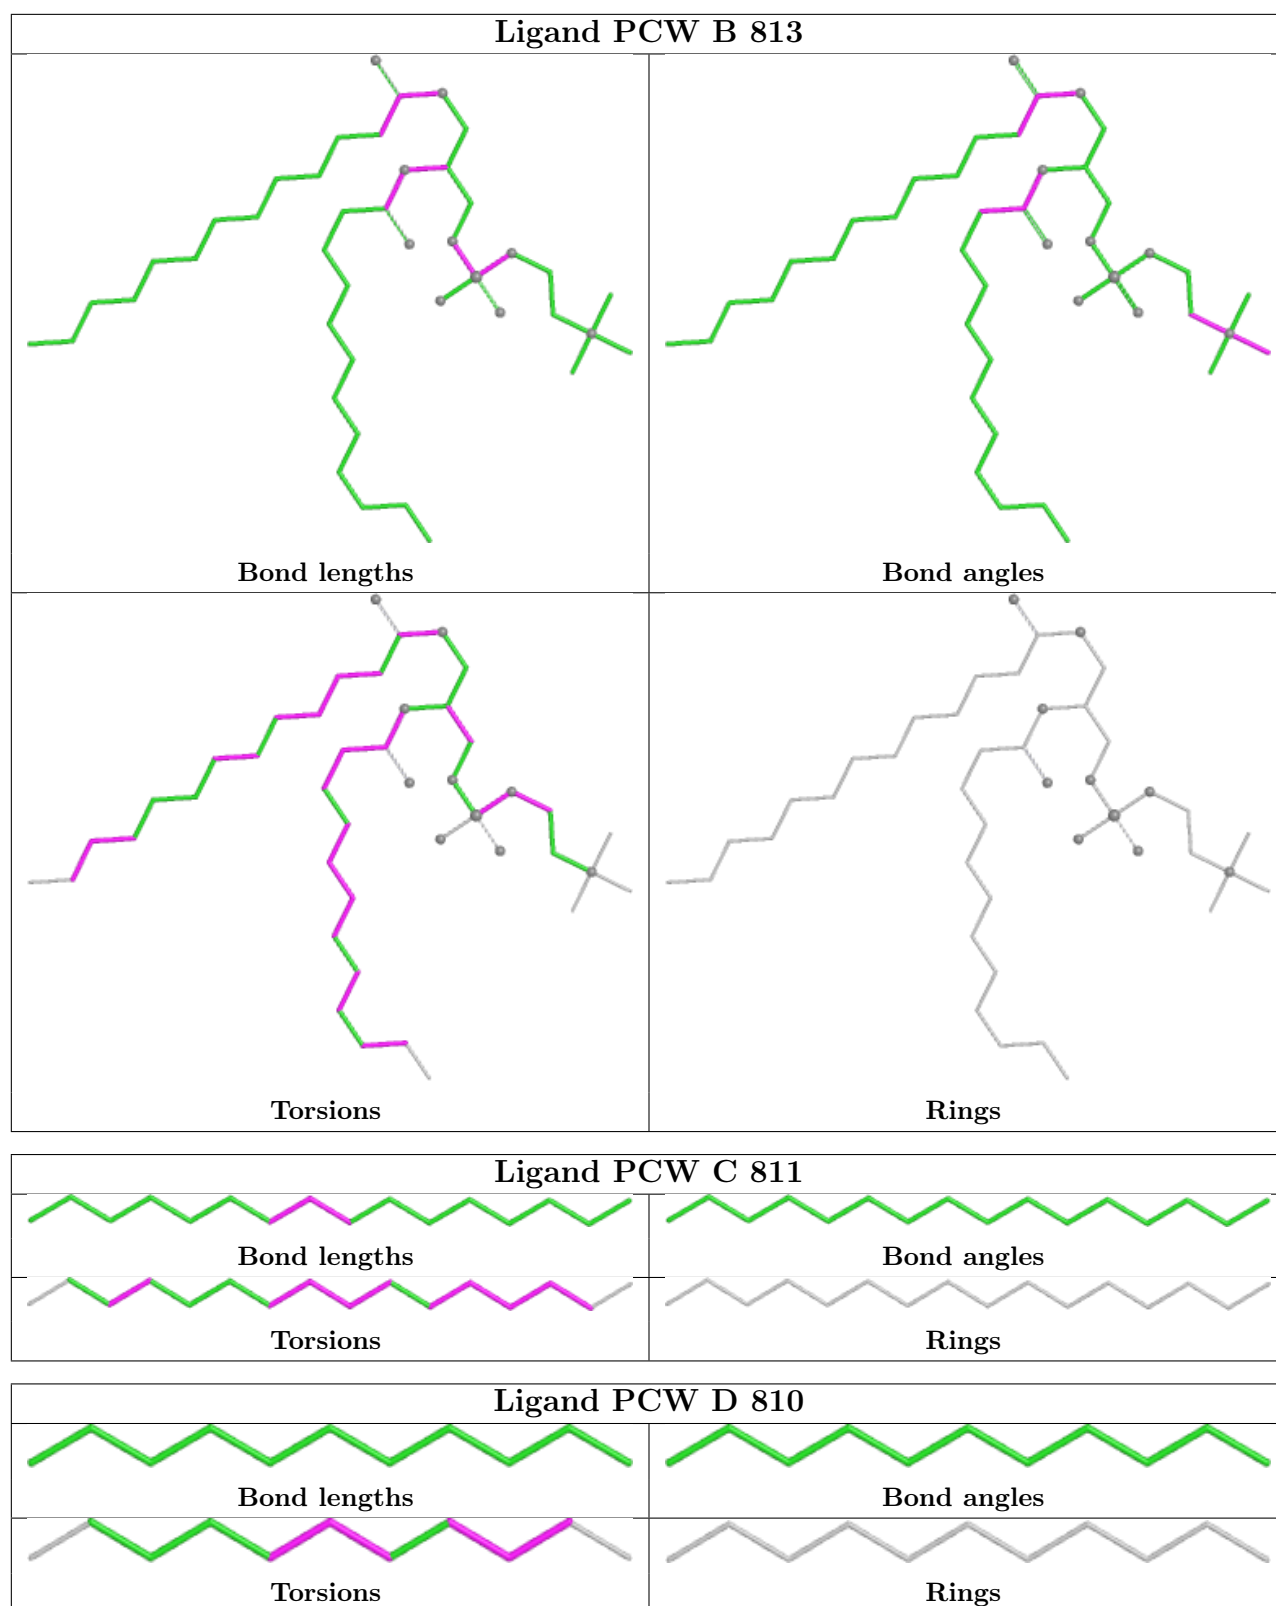 Ligand PCW B 813
Bond lengths
Bond angles
Torsions
Rings
Ligand PCW C 811
Bond lengths
Bond angles
Torsions
Rings
Ligand PCW D 810
Bond lengths
Bond angles
Torsions
Rings